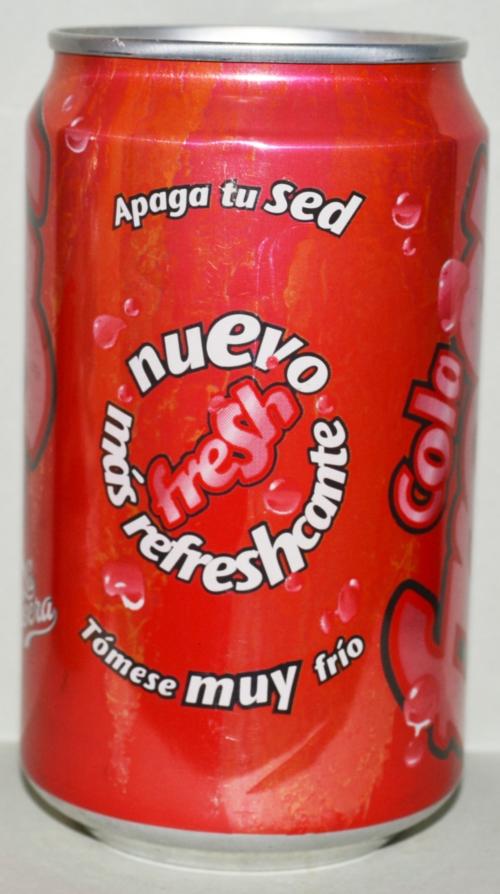 Apaga tu sed
nuevo
fresh
más refreshcante
Tómese muy frío
Cola